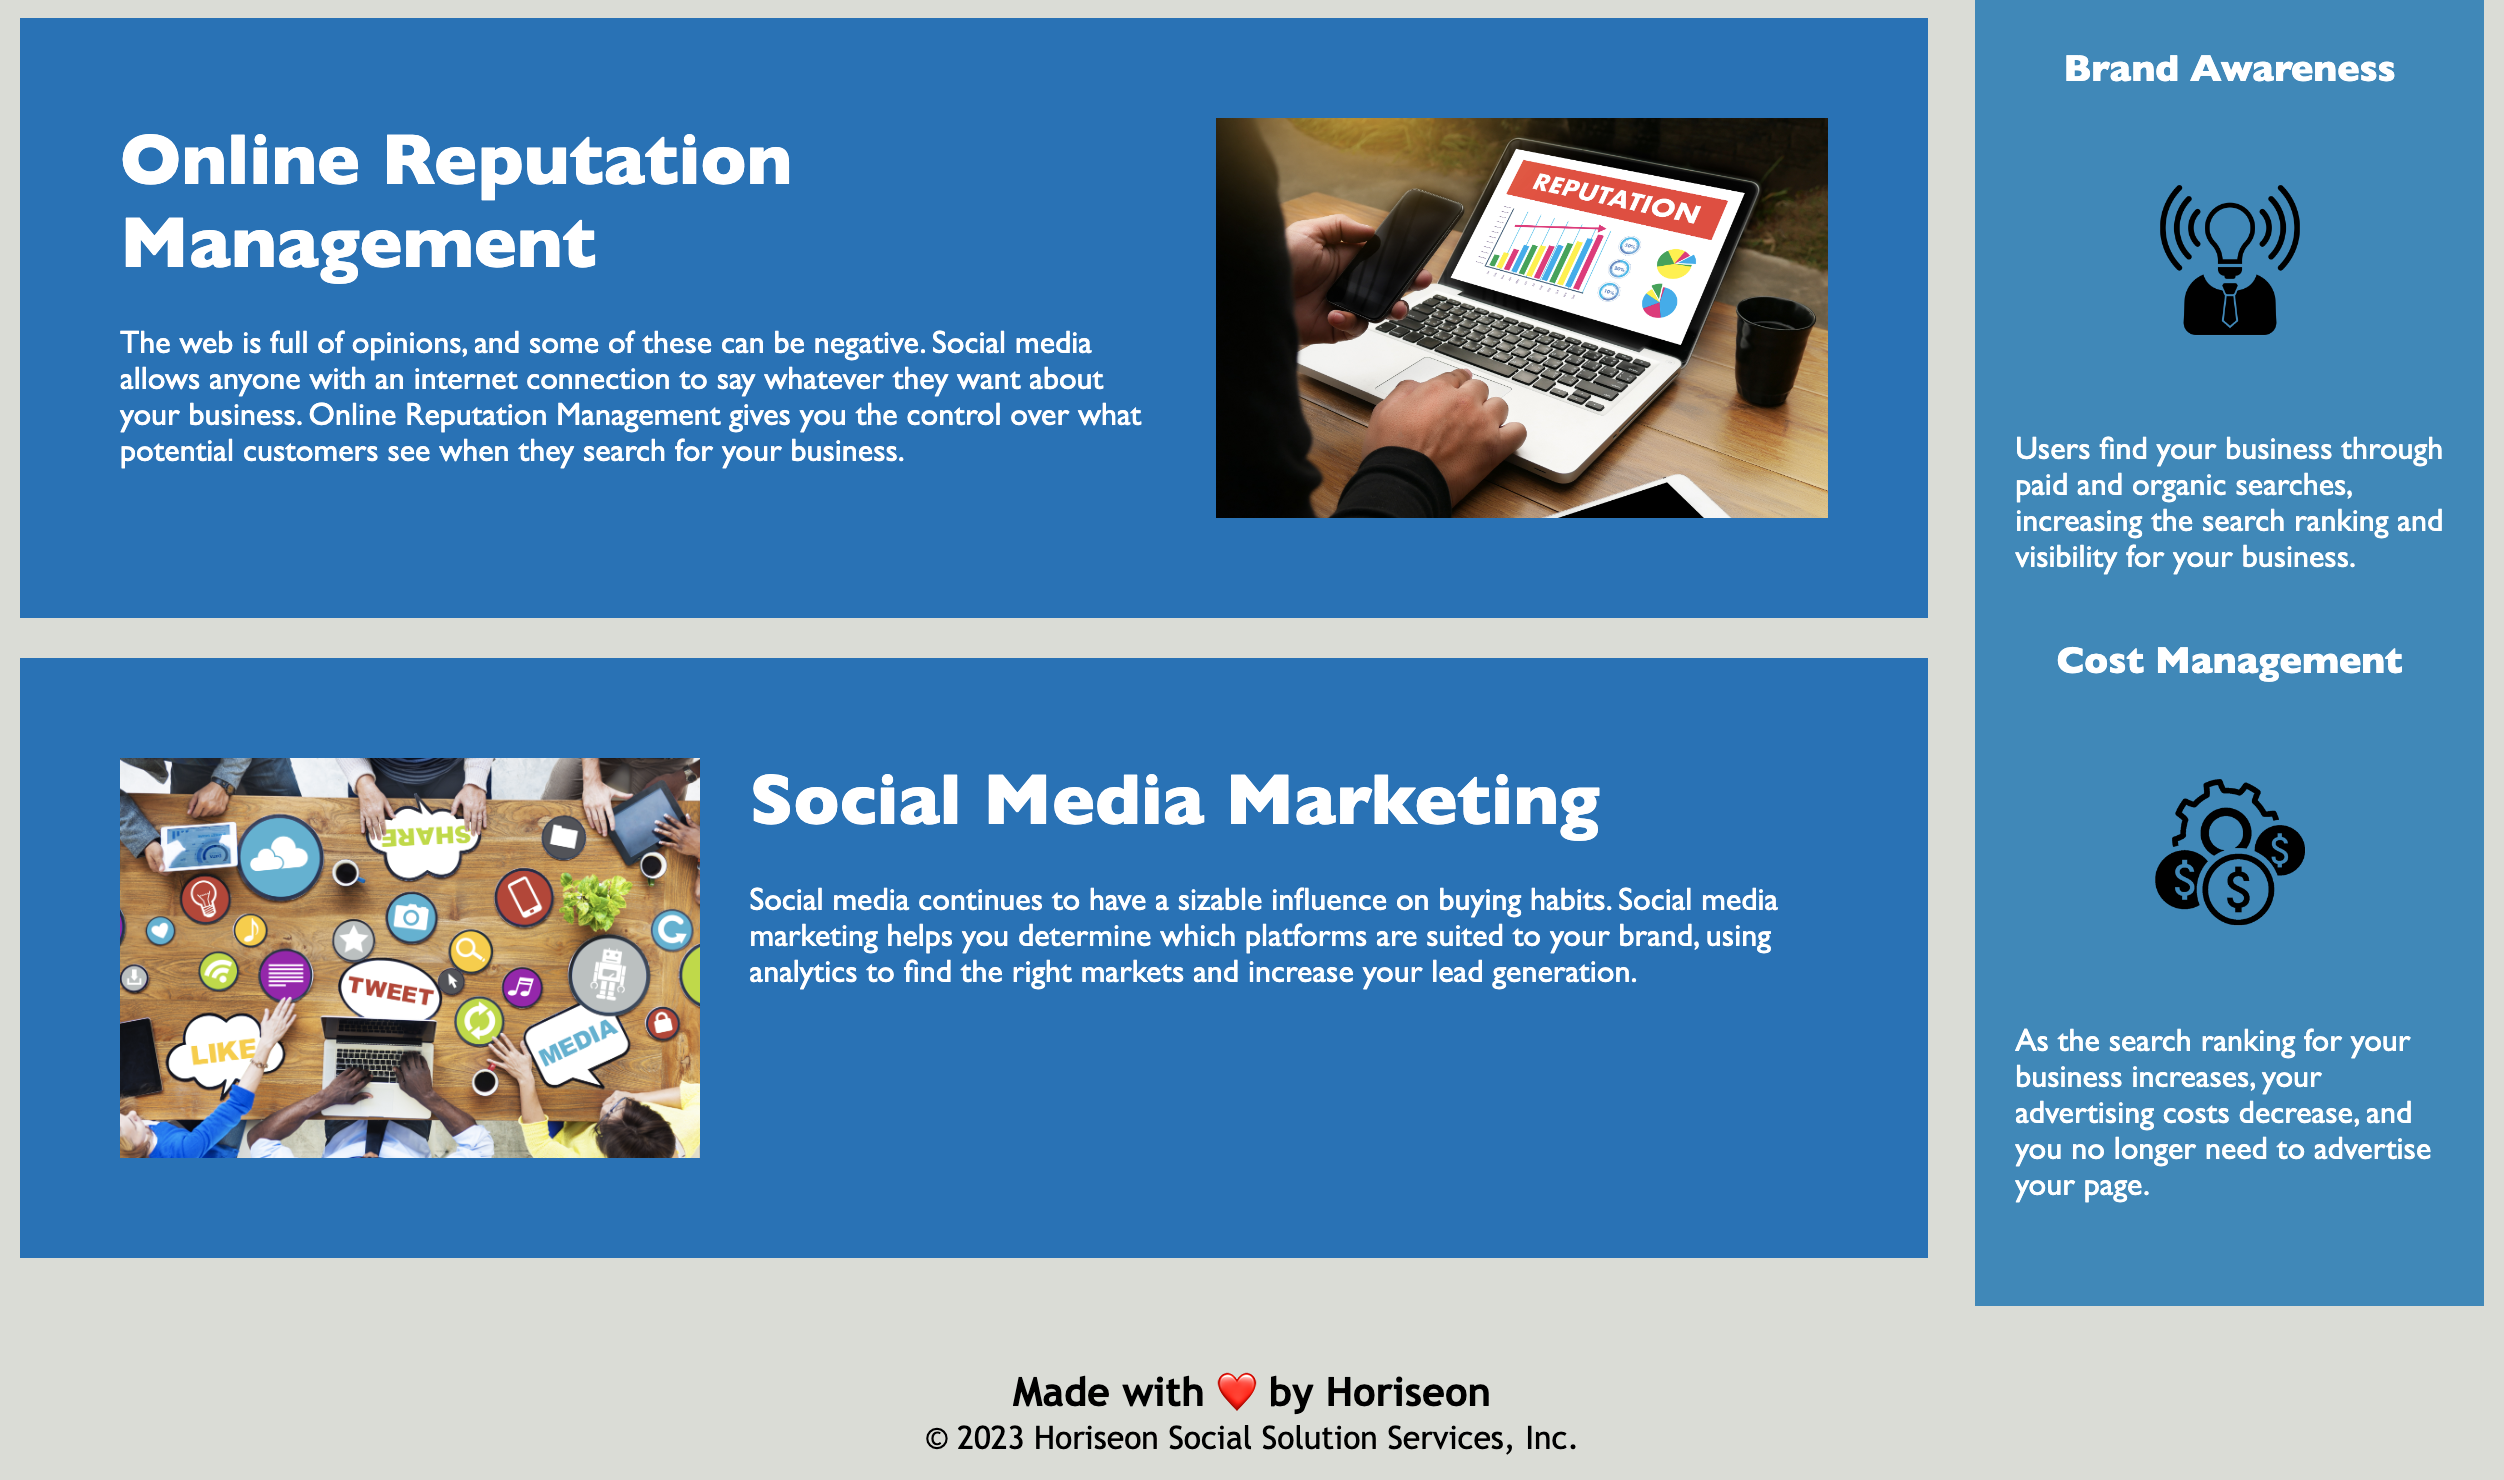 Online Reputation
Management
The web is full of opinions, and some of these can be negative. Social media
allows anyone with an internet connection to say whatever they want about
your business. Online Reputation Management gives you the control over what
potential customers see when they search for your business.
REPUTATION
Social Media Marketing
Social media continues to have a sizable influence on buying habits. Social media
marketing helps you determine which platforms are suited to your brand, using
analytics to find the right markets and increase your lead generation.
SHARE
TWEET
LIKE
MEDIA
Brand Awareness
Users find your business through
paid and organic searches,
increasing the search ranking and
visibility for your business.
Cost Management
$ $ $
As the search ranking for your
business increases, your
advertising costs decrease, and
you no longer need to advertise
your page.
Made with ❤️ by Horiseon
© 2023 Horiseon Social Solution Services, Inc.